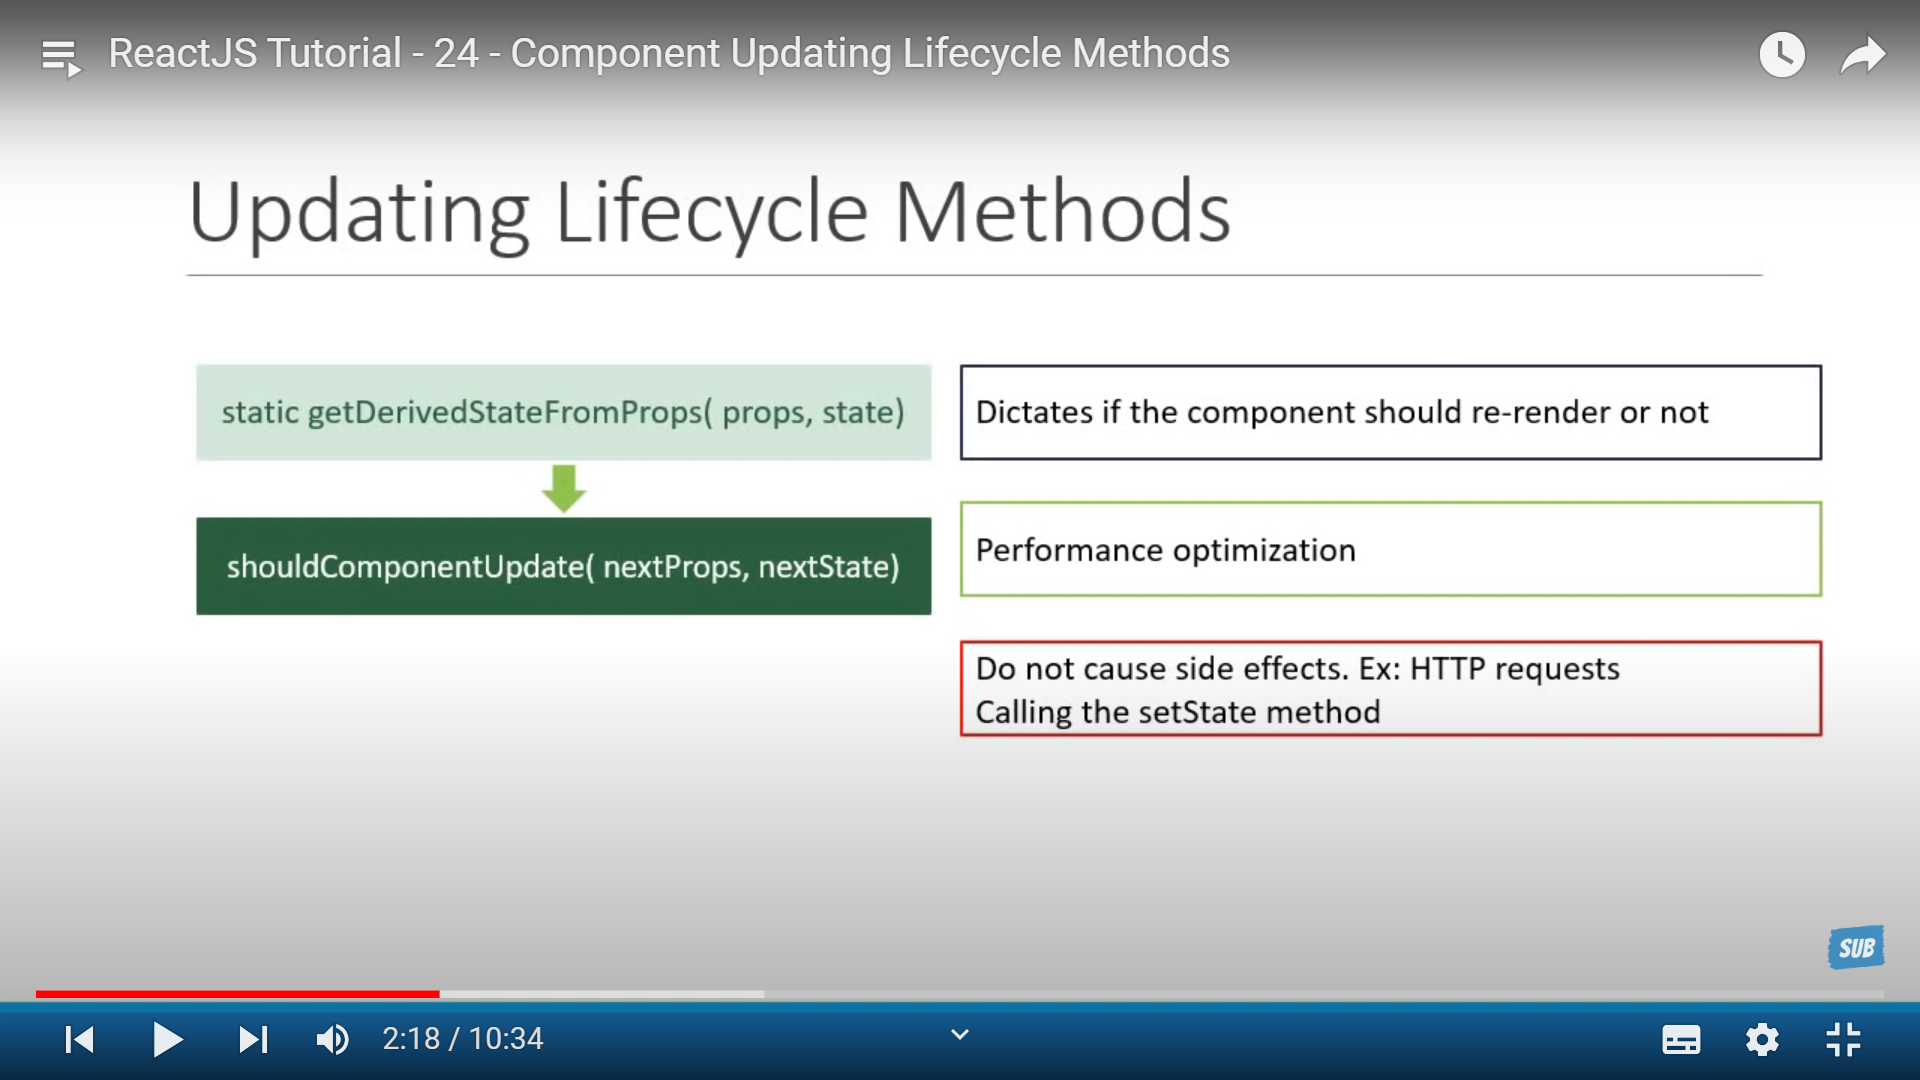 ReactJS Tutorial - 24 - Component Updating Lifecycle Methods
Updating Lifecycle Methods
static getDerivedStateFromProps( props, state)
Dictates if the component should re-render or not
shouldComponentUpdate( nextProps, nextState)
Performance optimization
Do not cause side effects. Ex: HTTP requests
Calling the setState method
SUB
2:18 / 10:34